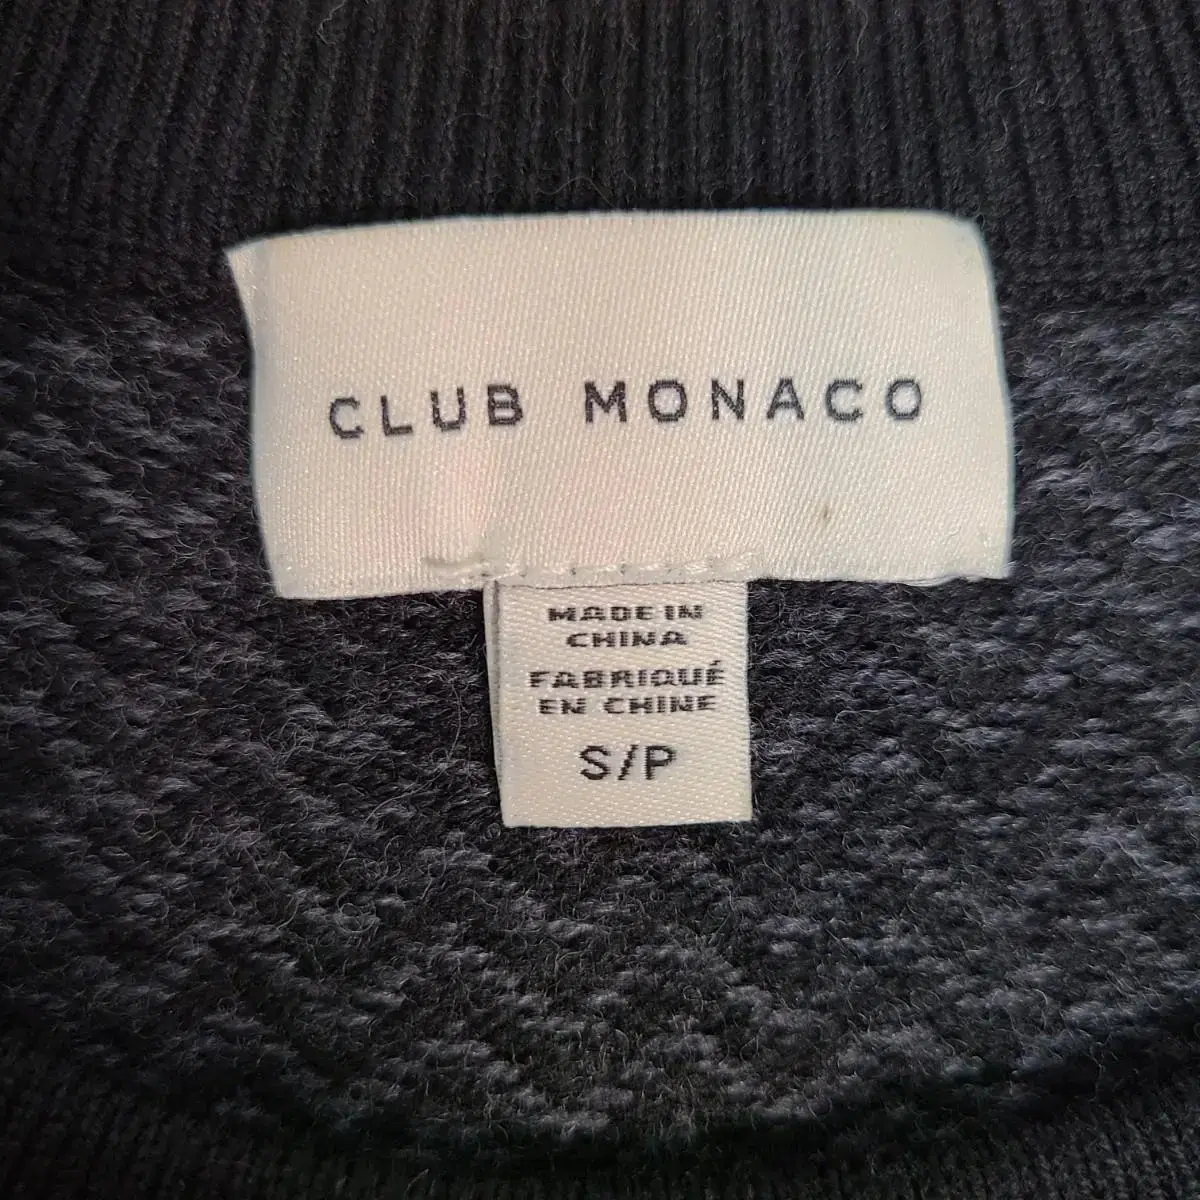 CLUB MONACO
MADE IN
CHINA
FABRIQUÉ
EN CHINE
S/P